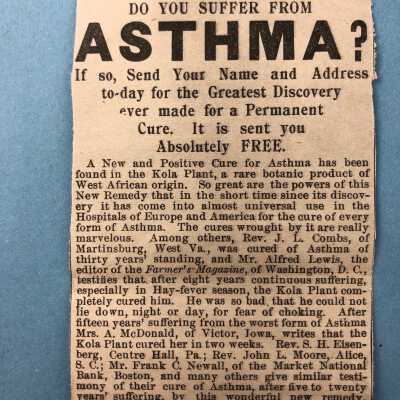 DO YOU SUFFER FROM
ASTHMA?
If so, Send Your Name and Address
to-day for the Greatest Discovery
ever made for a Permanent
Cure. It is sent you
Absolutely FREE.
A New and Positive Cure for Asthma has been
found in the Kola Plant, a rare botanic product of
West African origin. So great are the powers of this
New Remedy that in the short time since its discov-
ery it has come into almost universal use in the
Hospitals of Europe and America for the cure of every
form of Asthma. The cures wrought by it are really
marvelous. Among others, Rev. J. L. Combs, of
Martinsburg, West Va., was cured of Asthma of
thirty years' standing, and Mr. Alfred Lewis, the
editor of the Farmer's Magazine, of Washington, D. C.,
testifies that after eight years continuous suffering,
especially in Hay-fever season, the Kola Plant com-
pletely cured him. He was so bad that he could not
lie down, night or day, for fear of choking. After
fifteen years' suffering from the worst form of Asthma
Mrs. A. McDonald, of Victor, Iowa, writes that the
Kola Plant cured her in two weeks. Rev. S. H. Eisen-
berg, Centre Hall, Pa.; Rev. John L. Moore, Alice,
S. C.; Mr. Frank C. Newall, of the Market National
Bank, Boston, and many others give similar testi-
mony of their cure of Asthma, after five to twenty
years' suffering, by this wonderful new remedy.